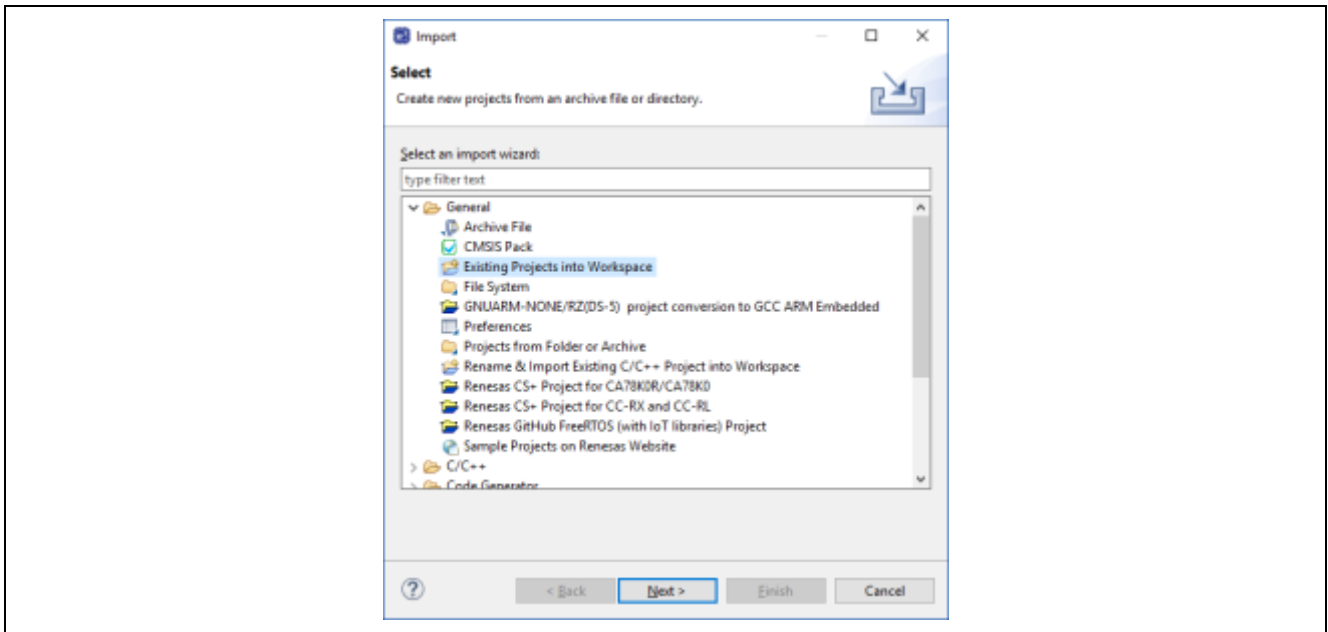 Import
Select
Create new projects from an archive file or directory.
Select an import wizard:
type filter text
General
Archive File
CMSIS Pack
Existing Projects into Workspace
File System
GNUARM-NONE/RZ(DS-5) project conversion to GCC ARM Embedded
Preferences
Projects from Folder or Archive
Rename & Import Existing C/C++ Project into Workspace
Renesas CS+ Project for CA78K0R/CA78K0
Renesas CS+ Project for CC-RX and CC-RL
Renesas GitHub FreeRTOS (with IoT libraries) Project
Sample Projects on Renesas Website
C/C++
Code Generator
? < Back Next > Finish Cancel